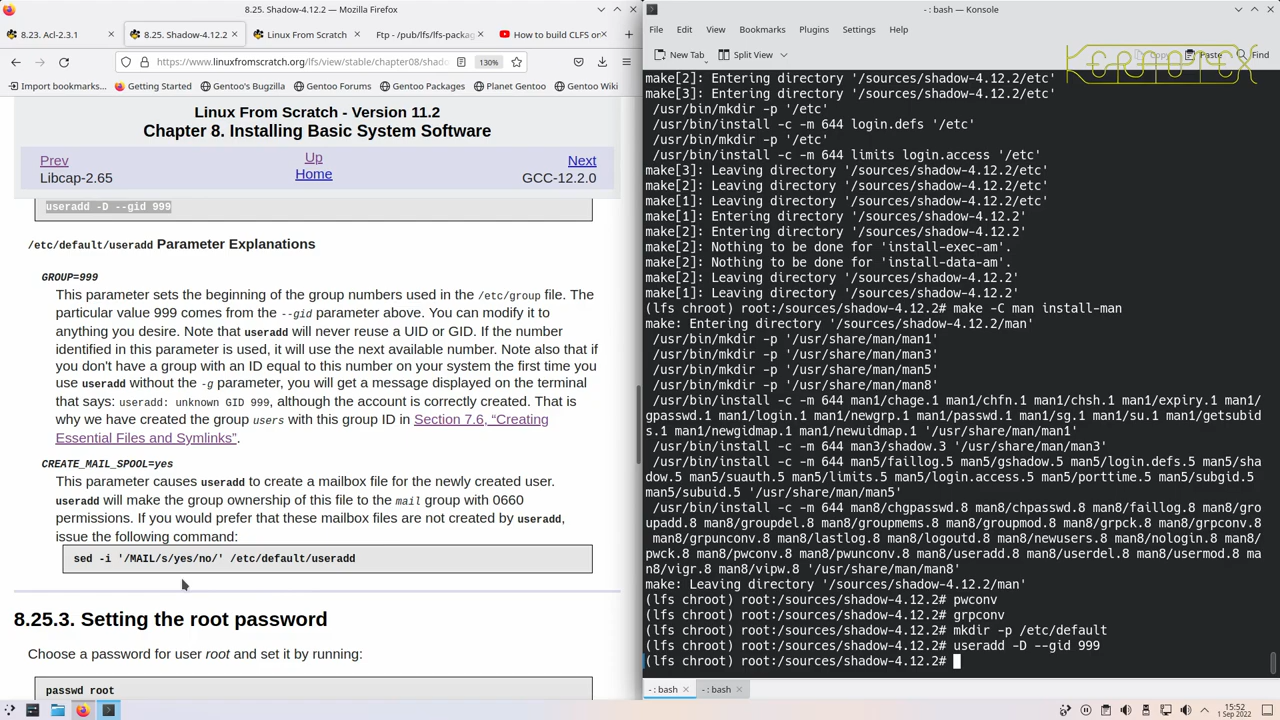 8.25. Shadow-4.12.2 — Mozilla Firefox
8.23. Acl-2.3.1
8.25. Shadow-4.12.2
Linux From Scratch
Ftp - /pub/lfs/lfs-packag
How to build CLFS on
https://www.linuxfromscratch.org/lfs/view/stable/chapter08/shado
130%
Import bookmarks...
Getting Started
Gentoo's Bugzilla
Gentoo Forums
Gentoo Packages
Planet Gentoo
Gentoo Wiki
Linux From Scratch - Version 11.2
Chapter 8. Installing Basic System Software
Prev
Up
Next
Libcap-2.65
Home
GCC-12.2.0
useradd -D --gid 999
/etc/default/useradd Parameter Explanations
GROUP=999
This parameter sets the beginning of the group numbers used in the /etc/group file. The
particular value 999 comes from the --gid parameter above. You can modify it to
anything you desire. Note that useradd will never reuse a UID or GID. If the number
identified in this parameter is used, it will use the next available number. Note also that if
you don't have a group with an ID equal to this number on your system the first time you
use useradd without the -g parameter, you will get a message displayed on the terminal
that says: useradd: unknown GID 999, although the account is correctly created. That is
why we have created the group users with this group ID in Section 7.6, “Creating
Essential Files and Symlinks”.
CREATE_MAIL_SPOOL=yes
This parameter causes useradd to create a mailbox file for the newly created user.
useradd will make the group ownership of this file to the mail group with 0660
permissions. If you would prefer that these mailbox files are not created by useradd,
issue the following command:
sed -i '/MAIL/s/yes/no/' /etc/default/useradd
8.25.3. Setting the root password
Choose a password for user root and set it by running:
passwd root
- : bash — Konsole
File
Edit
View
Bookmarks
Plugins
Settings
Help
New Tab
Split View
Copy
Paste
Find
KERNOTEX
make[2]: Entering directory '/sources/shadow-4.12.2/etc'
make[3]: Entering directory '/sources/shadow-4.12.2/etc'
/usr/bin/mkdir -p '/etc'
/usr/bin/install -c -m 644 login.defs '/etc'
/usr/bin/mkdir -p '/etc'
/usr/bin/install -c -m 644 limits login.access '/etc'
make[3]: Leaving directory '/sources/shadow-4.12.2/etc'
make[2]: Leaving directory '/sources/shadow-4.12.2/etc'
make[1]: Leaving directory '/sources/shadow-4.12.2/etc'
make[1]: Entering directory '/sources/shadow-4.12.2'
make[2]: Entering directory '/sources/shadow-4.12.2'
make[2]: Nothing to be done for 'install-exec-am'.
make[2]: Nothing to be done for 'install-data-am'.
make[2]: Leaving directory '/sources/shadow-4.12.2'
make[1]: Leaving directory '/sources/shadow-4.12.2'
(lfs chroot) root:/sources/shadow-4.12.2# make -C man install-man
make: Entering directory '/sources/shadow-4.12.2/man'
/usr/bin/mkdir -p '/usr/share/man/man1'
/usr/bin/mkdir -p '/usr/share/man/man3'
/usr/bin/mkdir -p '/usr/share/man/man5'
/usr/bin/mkdir -p '/usr/share/man/man8'
/usr/bin/install -c -m 644 man1/chage.1 man1/chfn.1 man1/chsh.1 man1/expiry.1 man1/
gpasswd.1 man1/login.1 man1/newgrp.1 man1/passwd.1 man1/sg.1 man1/su.1 man1/getsubid
s.1 man1/newgidmap.1 man1/newuidmap.1 '/usr/share/man/man1'
/usr/bin/install -c -m 644 man3/shadow.3 '/usr/share/man/man3'
/usr/bin/install -c -m 644 man5/faillog.5 man5/gshadow.5 man5/login.defs.5 man5/sha
dow.5 man5/suauth.5 man5/limits.5 man5/login.access.5 man5/porttime.5 man5/subgid.5
man5/subuid.5 '/usr/share/man/man5'
/usr/bin/install -c -m 644 man8/chgpasswd.8 man8/chpasswd.8 man8/faillog.8 man8/gro
upadd.8 man8/groupdel.8 man8/groupmems.8 man8/groupmod.8 man8/grpck.8 man8/grpconv.8
man8/grpunconv.8 man8/lastlog.8 man8/logoutd.8 man8/newusers.8 man8/nologin.8 man8/
pwck.8 man8/pwconv.8 man8/pwunconv.8 man8/useradd.8 man8/userdel.8 man8/usermod.8 ma
n8/vigr.8 man8/vipw.8 '/usr/share/man/man8'
make: Leaving directory '/sources/shadow-4.12.2/man'
(lfs chroot) root:/sources/shadow-4.12.2# pwconv
(lfs chroot) root:/sources/shadow-4.12.2# grpconv
(lfs chroot) root:/sources/shadow-4.12.2# mkdir -p /etc/default
(lfs chroot) root:/sources/shadow-4.12.2# useradd -D --gid 999
(lfs chroot) root:/sources/shadow-4.12.2#
- : bash
- : bash
15:52
1 Sep 2022